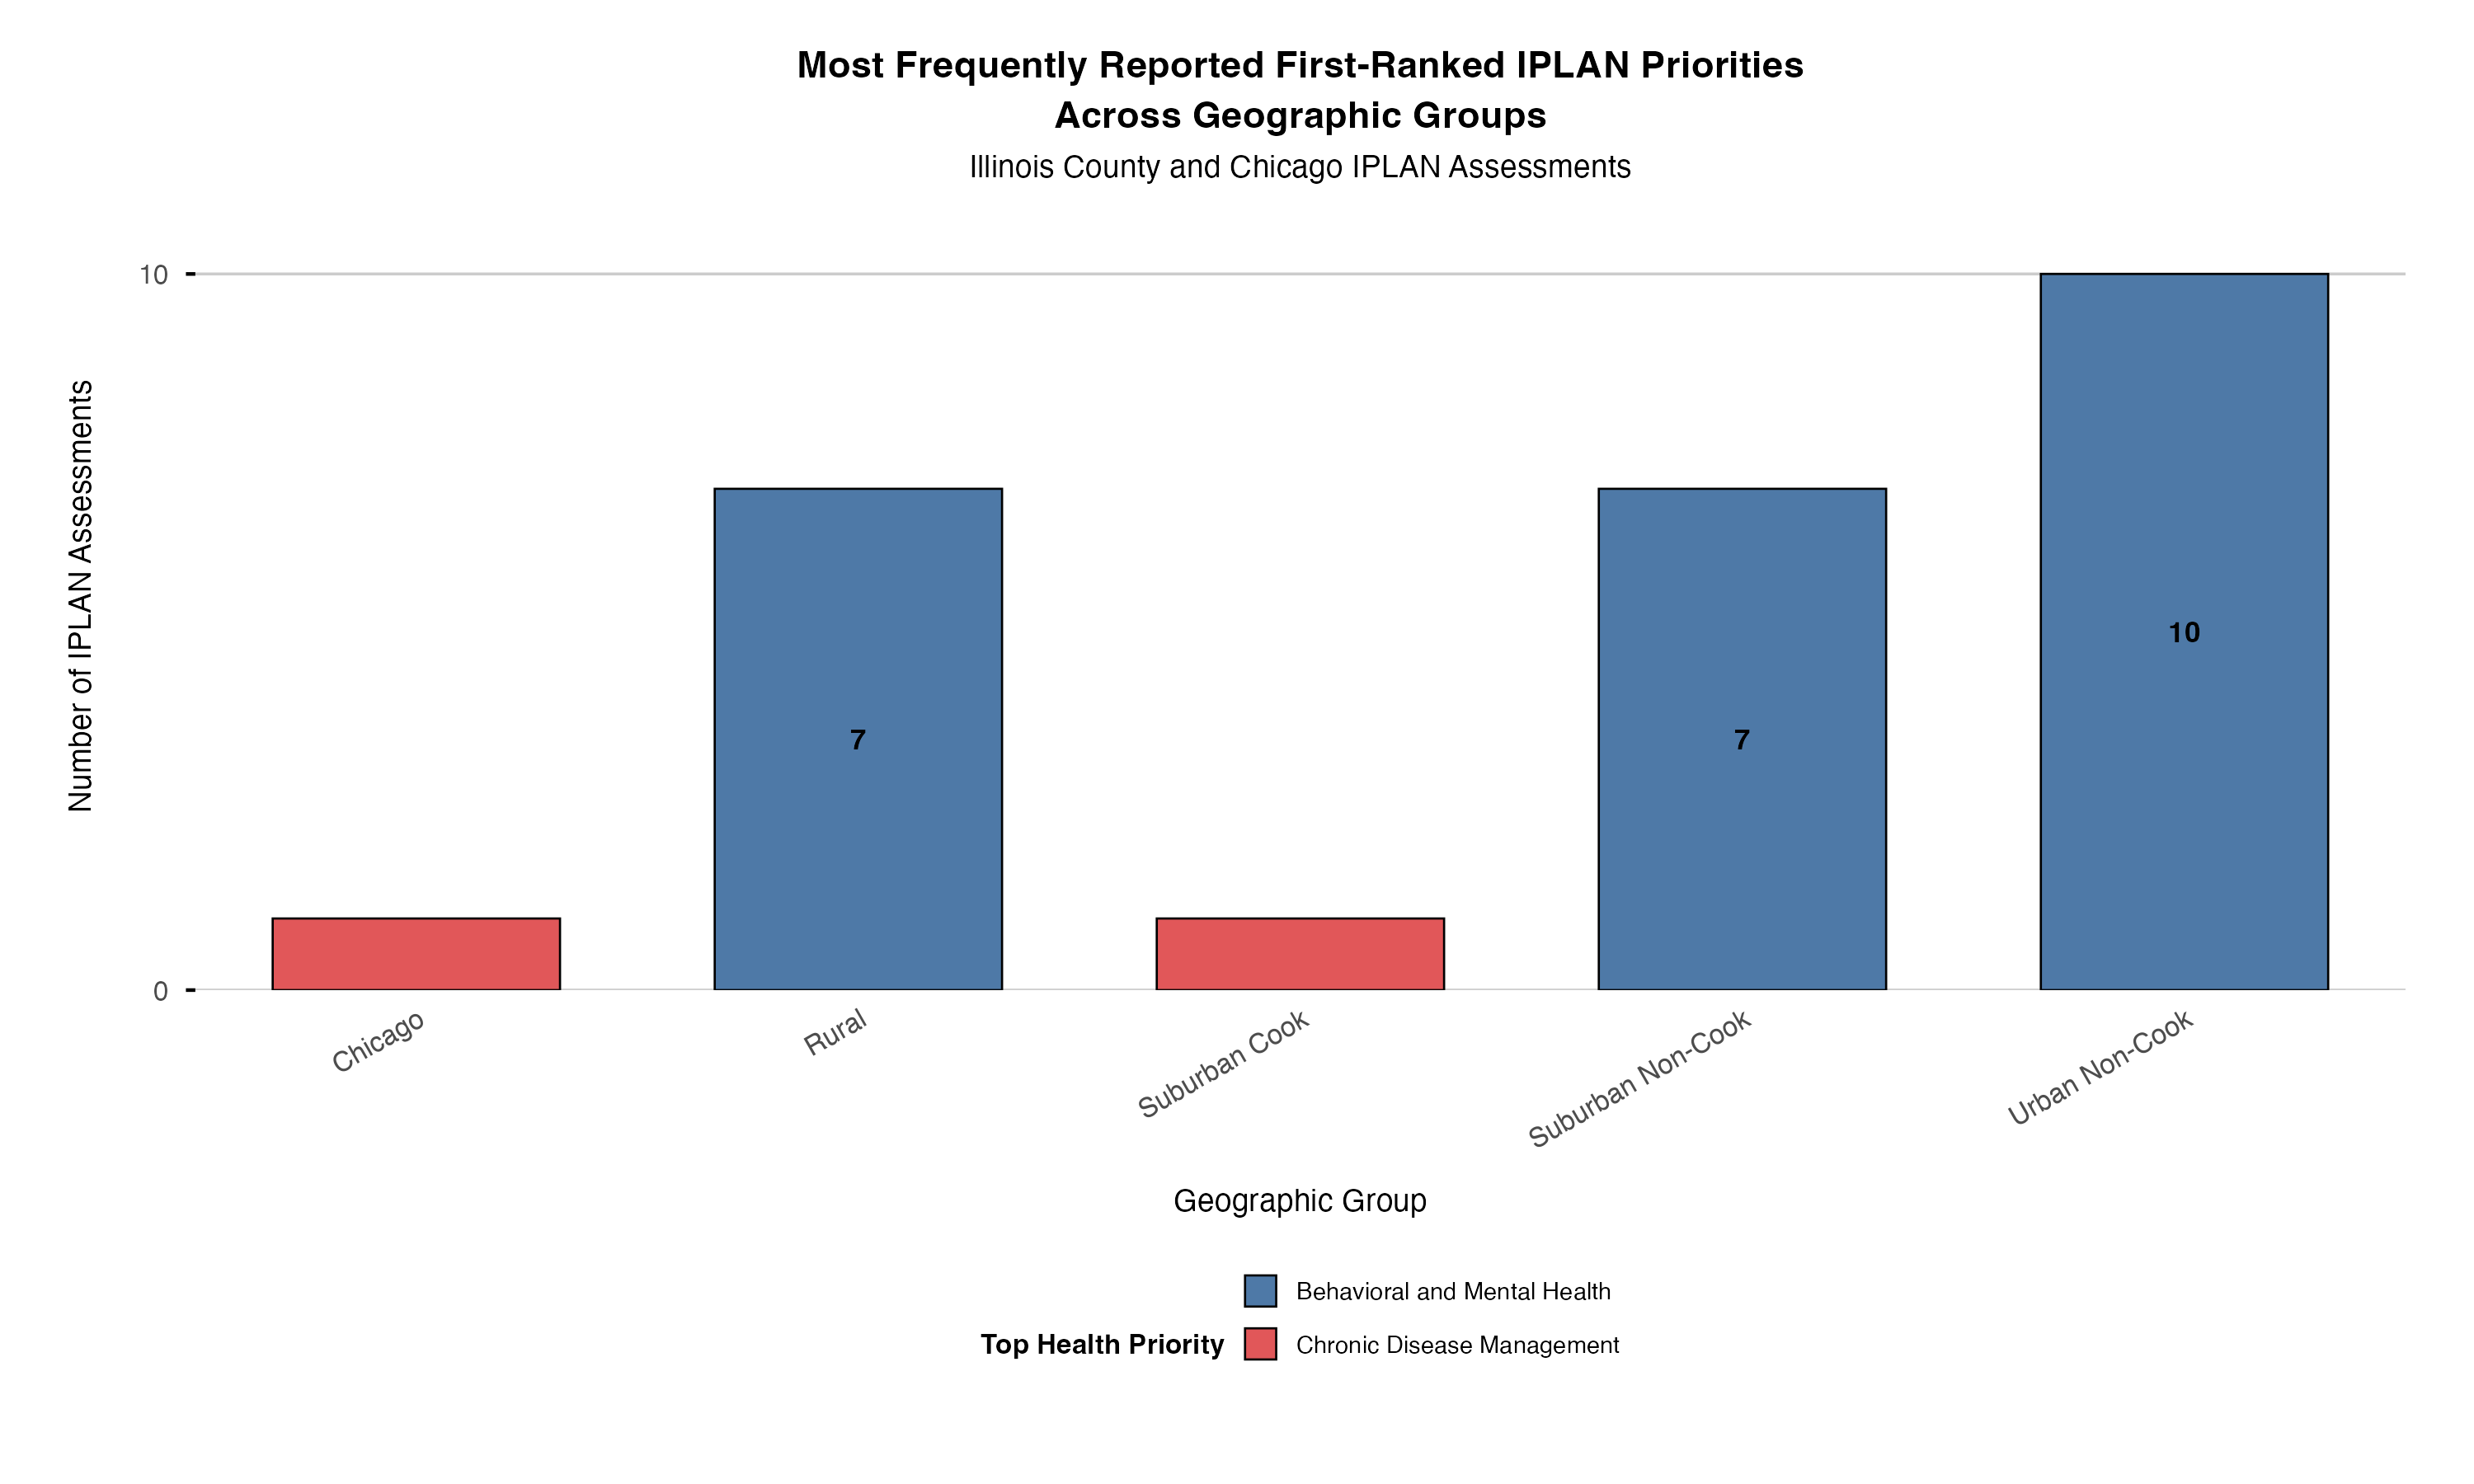 Most Frequently Reported First-Ranked IPLAN Priorities
Across Geographic Groups
Illinois County and Chicago IPLAN Assessments
Number of IPLAN Assessments
10
0
7
7
10
Chicago
Rural
Suburban Cook
Suburban Non-Cook
Urban Non-Cook
Geographic Group
Top Health Priority
Behavioral and Mental Health
Chronic Disease Management